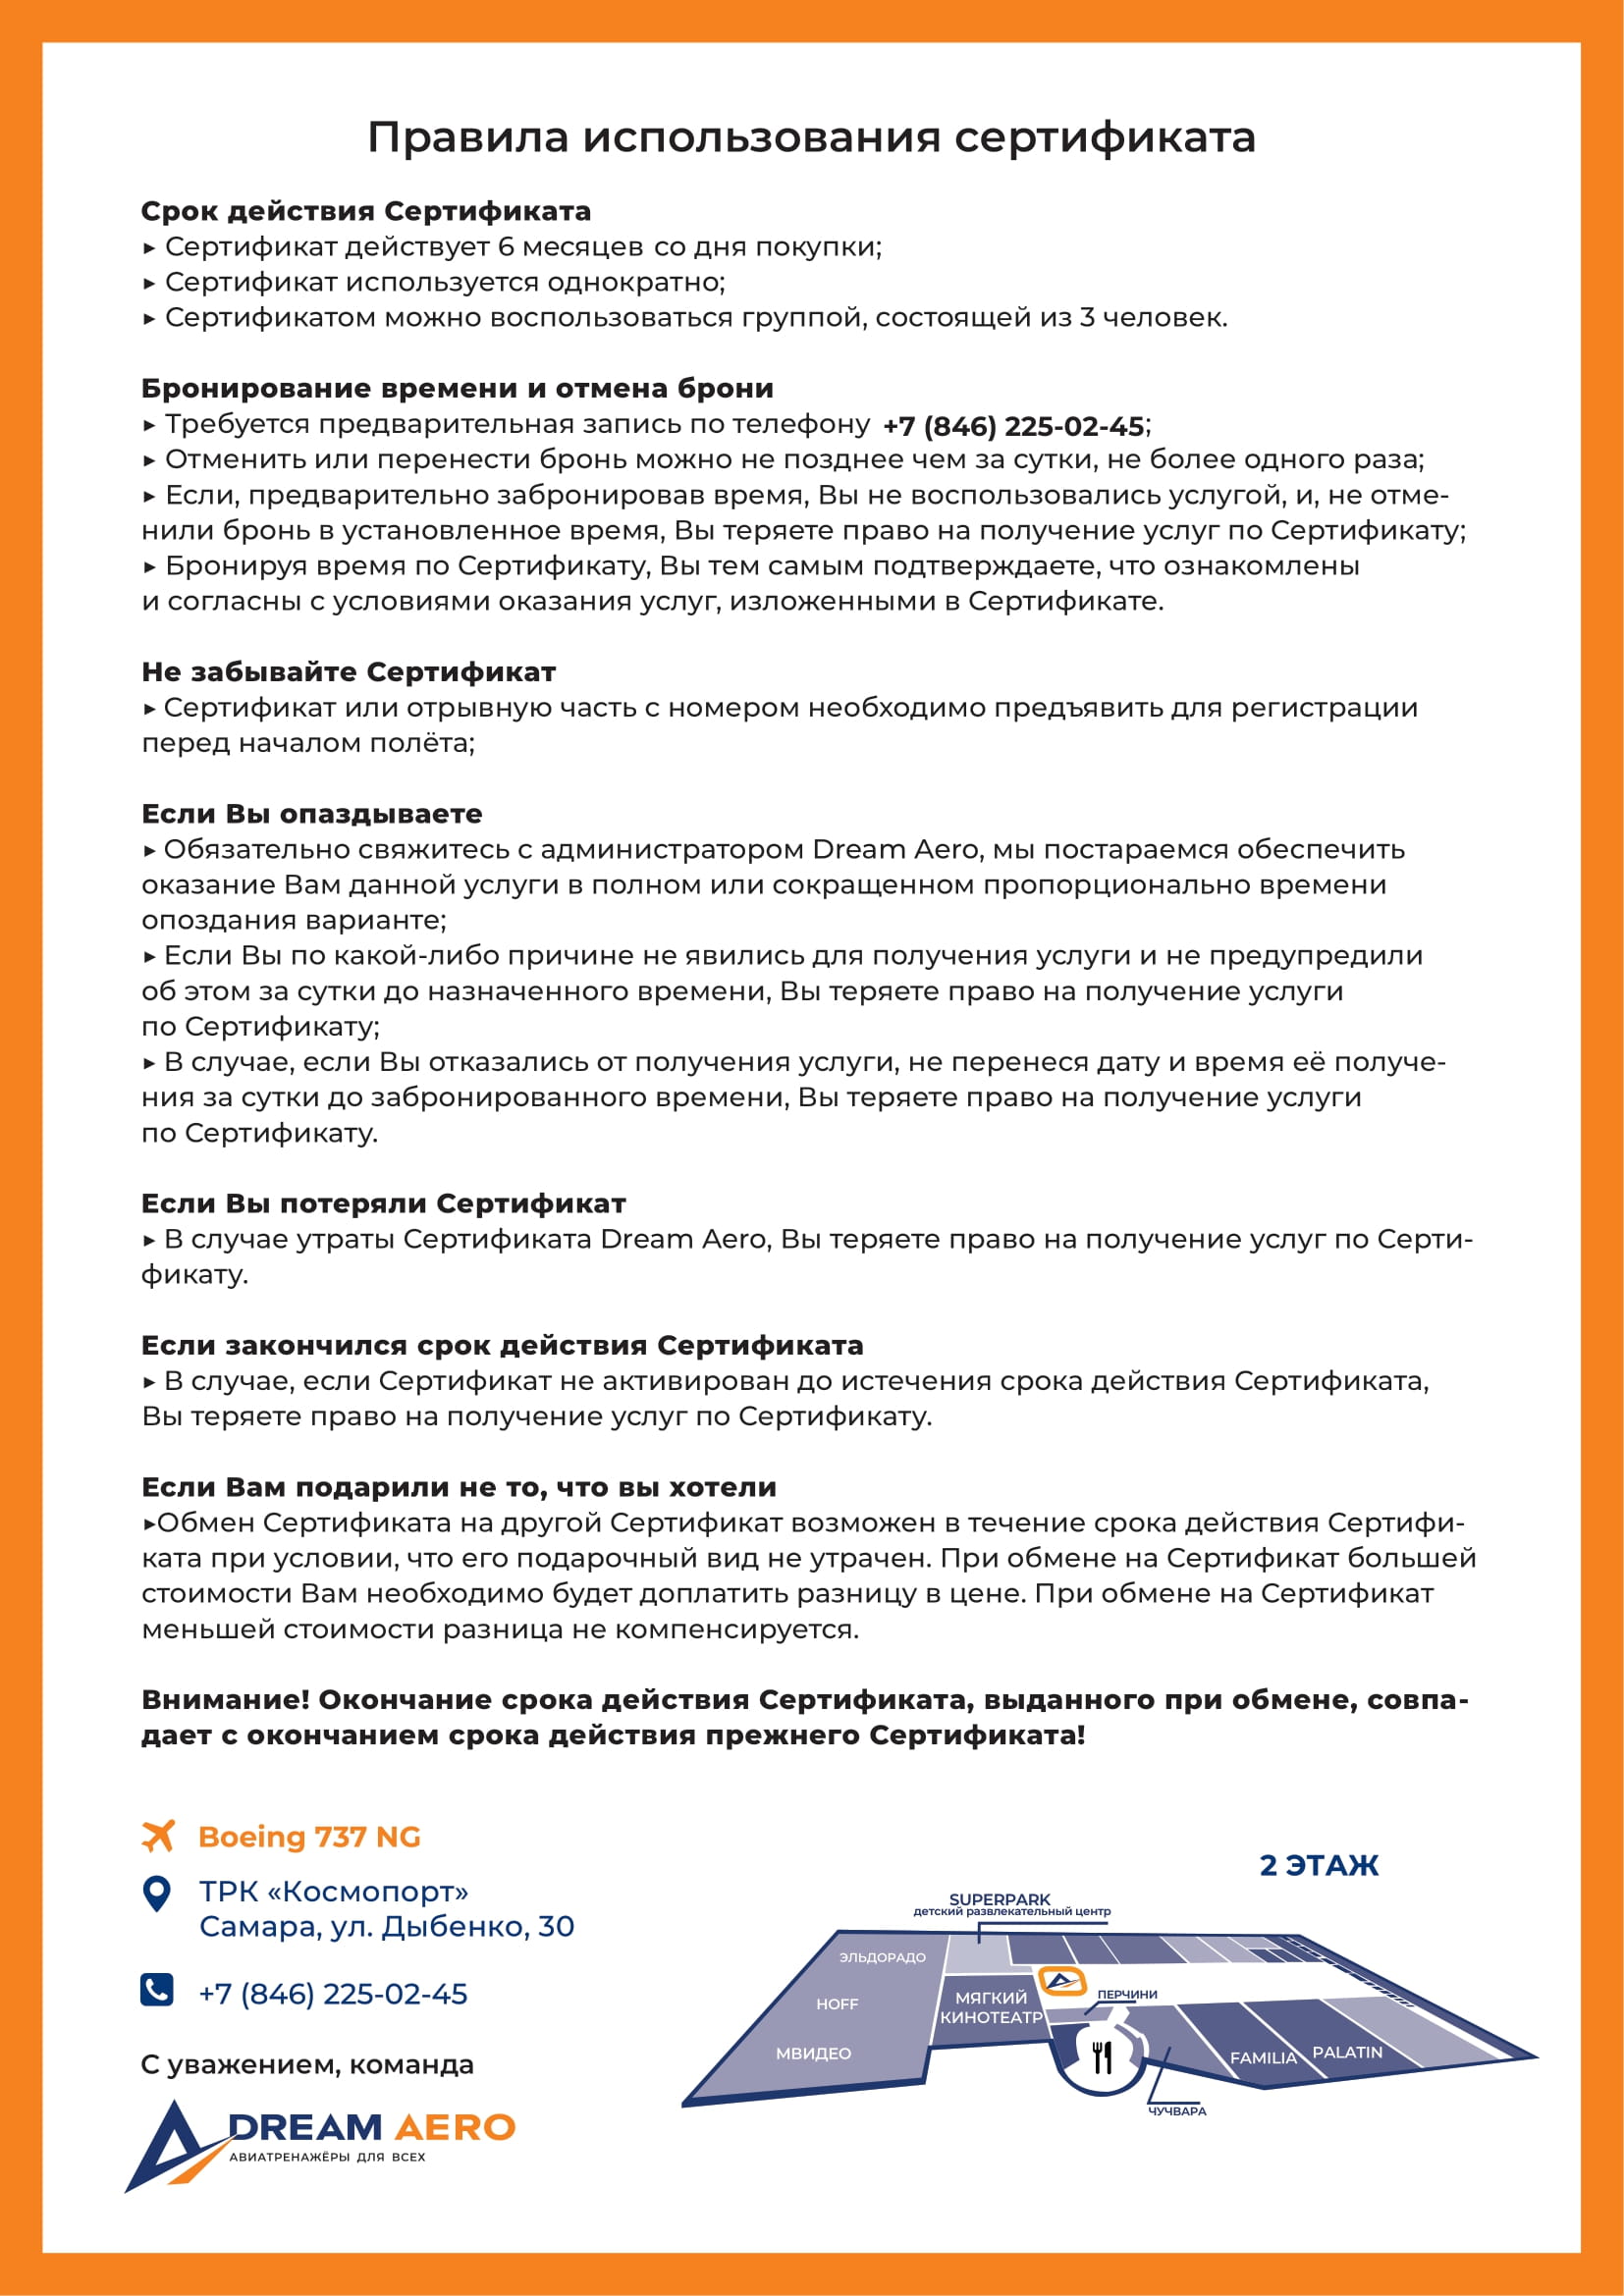 Правила использования сертификата
Срок действия Сертификата
▸ Сертификат действует 6 месяцев со дня покупки;
▸ Сертификат используется однократно;
▸ Сертификатом можно воспользоваться группой, состоящей из 3 человек.
Бронирование времени и отмена брони
▸ Требуется предварительная запись по телефону +7 (846) 225-02-45;
▸ Отменить или перенести бронь можно не позднее чем за сутки, не более одного раза;
▸ Если, предварительно забронировав время, Вы не воспользовались услугой, и, не отме-
нили бронь в установленное время, Вы теряете право на получение услуг по Сертификату;
▸ Бронируя время по Сертификату, Вы тем самым подтверждаете, что ознакомлены
и согласны с условиями оказания услуг, изложенными в Сертификате.
Не забывайте Сертификат
▸ Сертификат или отрывную часть с номером необходимо предъявить для регистрации
перед началом полёта;
Если Вы опаздываете
▸ Обязательно свяжитесь с администратором Dream Aero, мы постараемся обеспечить
оказание Вам данной услуги в полном или сокращенном пропорционально времени
опоздания варианте;
▸ Если Вы по какой-либо причине не явились для получения услуги и не предупредили
об этом за сутки до назначенного времени, Вы теряете право на получение услуги
по Сертификату;
▸ В случае, если Вы отказались от получения услуги, не перенеся дату и время её получе-
ния за сутки до забронированного времени, Вы теряете право на получение услуги
по Сертификату.
Если Вы потеряли Сертификат
▸ В случае утраты Сертификата Dream Aero, Вы теряете право на получение услуг по Серти-
фикату.
Если закончился срок действия Сертификата
▸ В случае, если Сертификат не активирован до истечения срока действия Сертификата,
Вы теряете право на получение услуг по Сертификату.
Если Вам подарили не то, что вы хотели
▸Обмен Сертификата на другой Сертификат возможен в течение срока действия Сертифи-
ката при условии, что его подарочный вид не утрачен. При обмене на Сертификат большей
стоимости Вам необходимо будет доплатить разницу в цене. При обмене на Сертификат
меньшей стоимости разница не компенсируется.
Внимание! Окончание срока действия Сертификата, выданного при обмене, совпа-
дает с окончанием срока действия прежнего Сертификата!
Boeing 737 NG
ТРК «Космопорт»
Самара, ул. Дыбенко, 30
+7 (846) 225-02-45
С уважением, команда
DREAM AERO
АВИАТРЕНАЖЁРЫ ДЛЯ ВСЕХ
2 ЭТАЖ
SUPERPARK
детский развлекательный центр
ЭЛЬДОРАДО
HOFF
МВИДЕО
МЯГКИЙ
КИНОТЕАТР
ПЕРЧИНИ
FAMILIA
PALATIN
ЧУЧВАРА